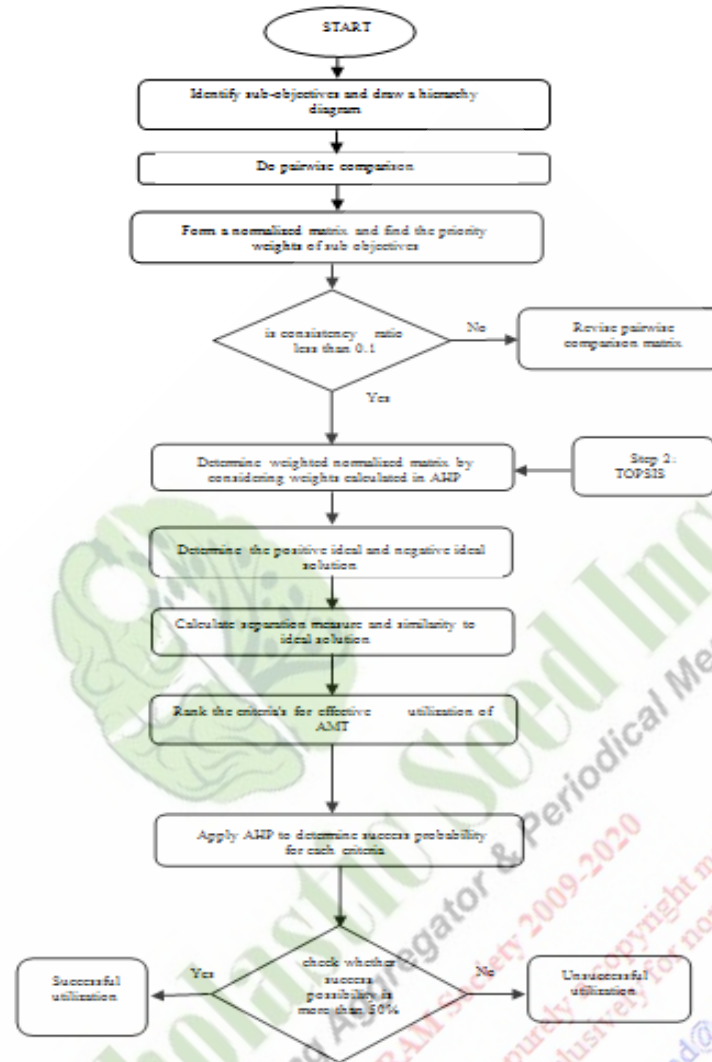 START
Identify sub-objectives and draw a hierarchy
diagram
Do pairwise comparison
Form a normalized matrix and find the priority
weights of sub objectives
is consistency ratio
less than 0.1
No
Revise pairwise
comparison matrix
Yes
Determine weighted normalized matrix by
considering weights calculated in AHP
Step 2:
TOPSIS
Determine the positive ideal and negative ideal
solution
Calculate separation measure and similarity to
ideal solution
Rank the criteria's for effective utilization of
AMT
Apply AHP to determine success probability
for each criteria
check whether
success
possibility is
more than 50%
Yes
Successful
utilization
No
Unsuccessful
utilization
Seed
Aggregator & Periodical
Society 2009-2020
copyright